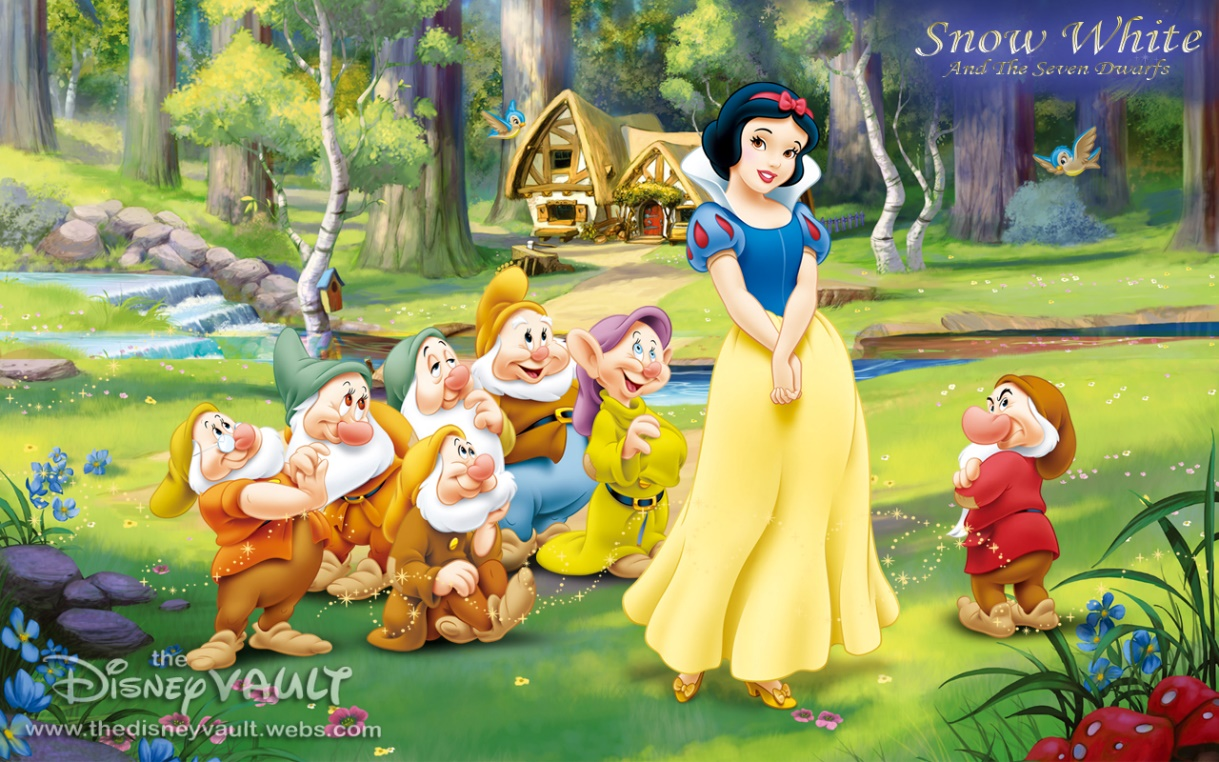 Snow White
And The Seven Dwarfs
the
DISNEY VAULT
www.thedisneyvault.webs.com